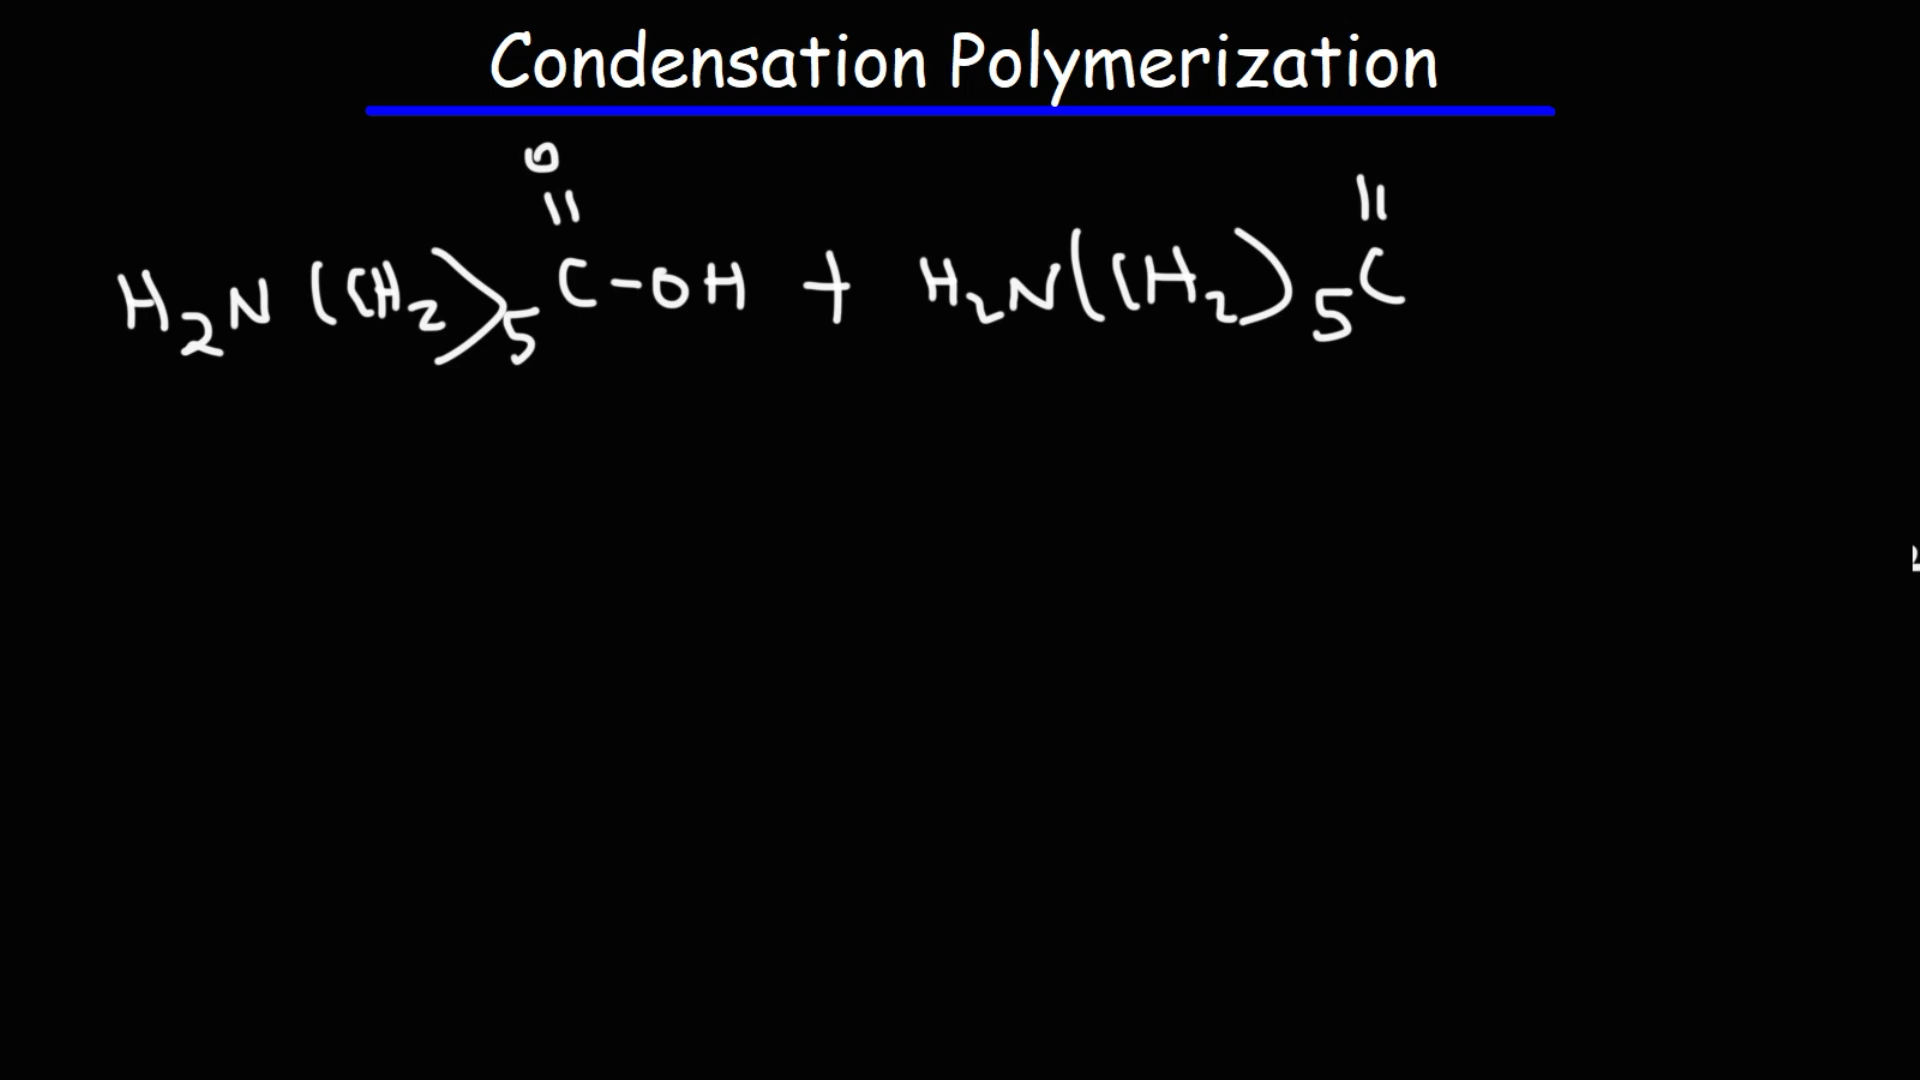 Condensation Polymerization
O
||
||
H₂N(CH₂)₅C-OH + H₂N(CH₂)₅C